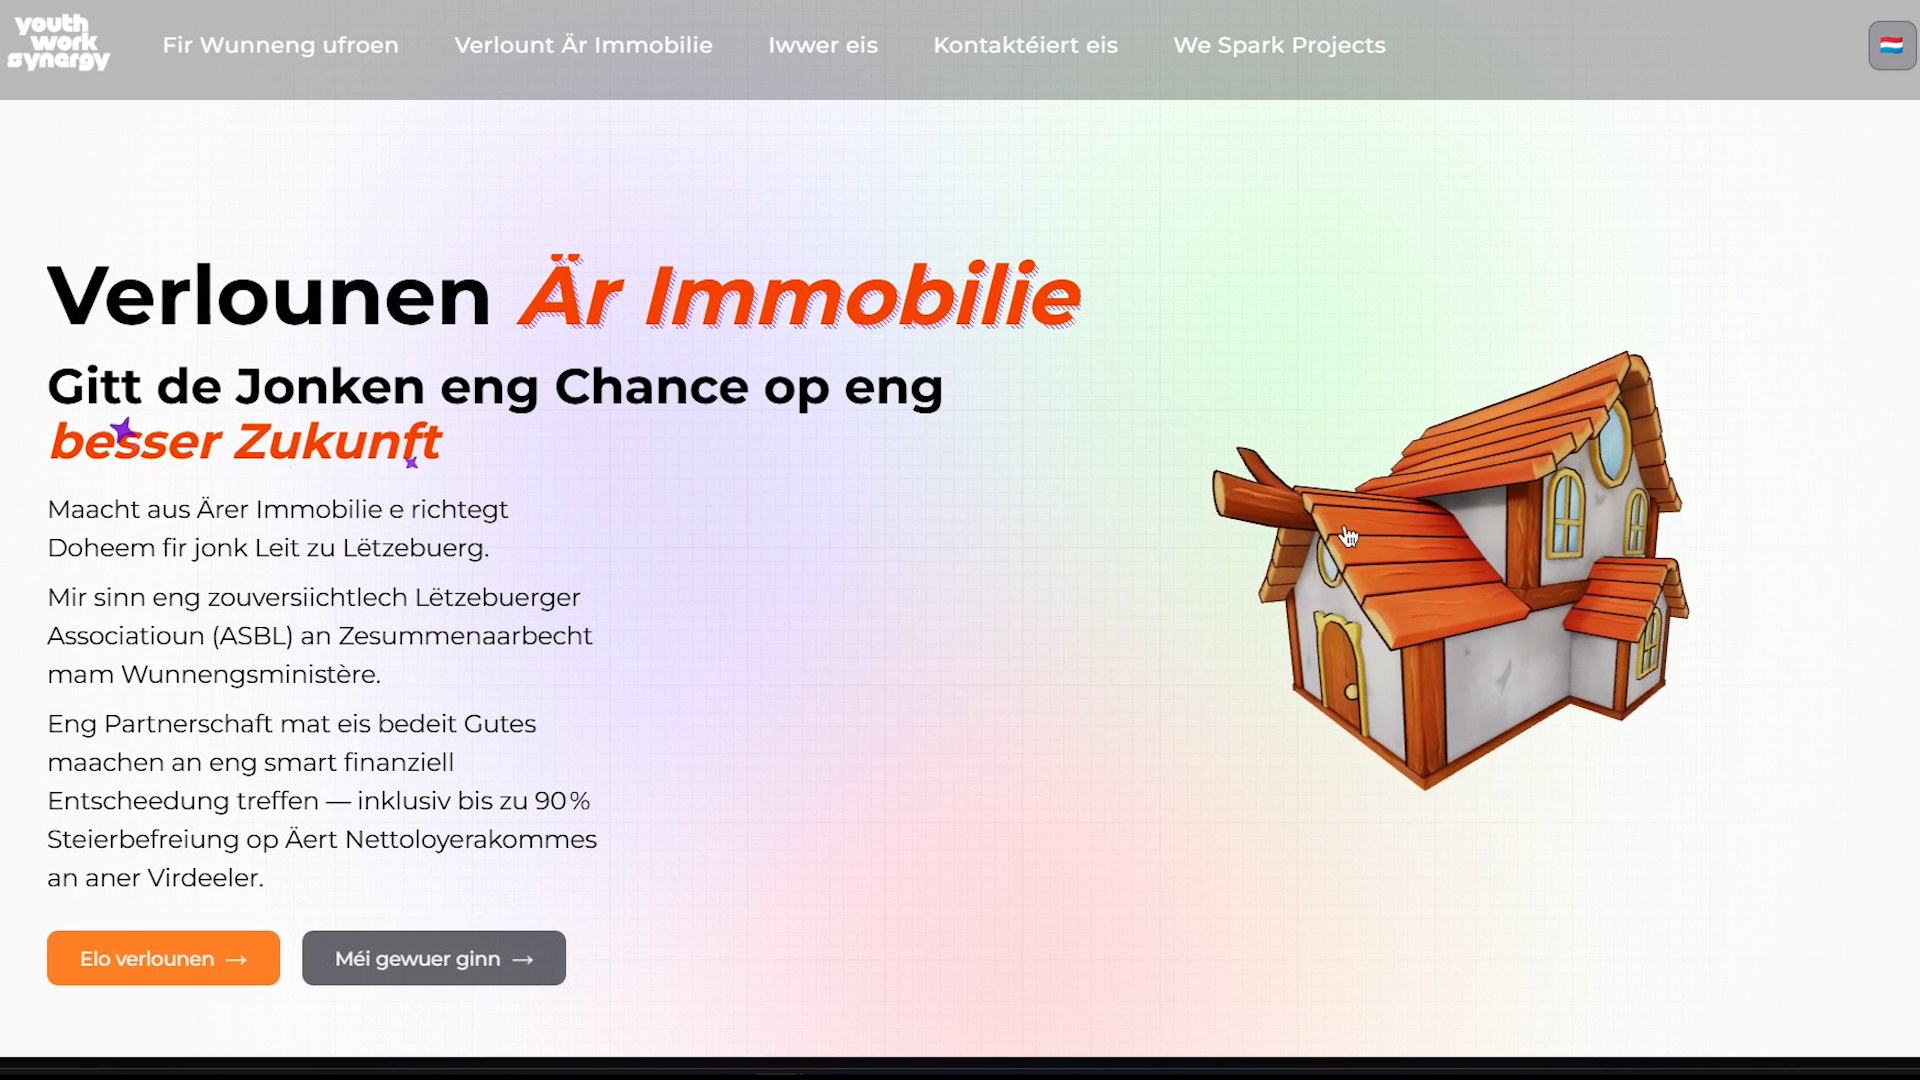 youth
work
synergy
Fir Wunneng ufroen
Verlount Är Immobilie
Iwwer eis
Kontaktéiert eis
We Spark Projects
Verlounen Är Immobilie
Gitt de Jonken eng Chance op eng
besser Zukunft
Maacht aus Ärer Immobilie e richtegt
Doheem fir jonk Leit zu Lëtzebuerg.
Mir sinn eng zouversiichtlech Lëtzebuerger
Associatioun (ASBL) an Zesummenaarbecht
mam Wunnengsministère.
Eng Partnerschaft mat eis bedeit Gutes
maachen an eng smart finanziell
Entscheedung treffen — inklusiv bis zu 90 %
Steierbefreiung op Äert Nettoloyerakommes
an aner Virdeeler.
Elo verlounen →
Méi gewuer ginn →